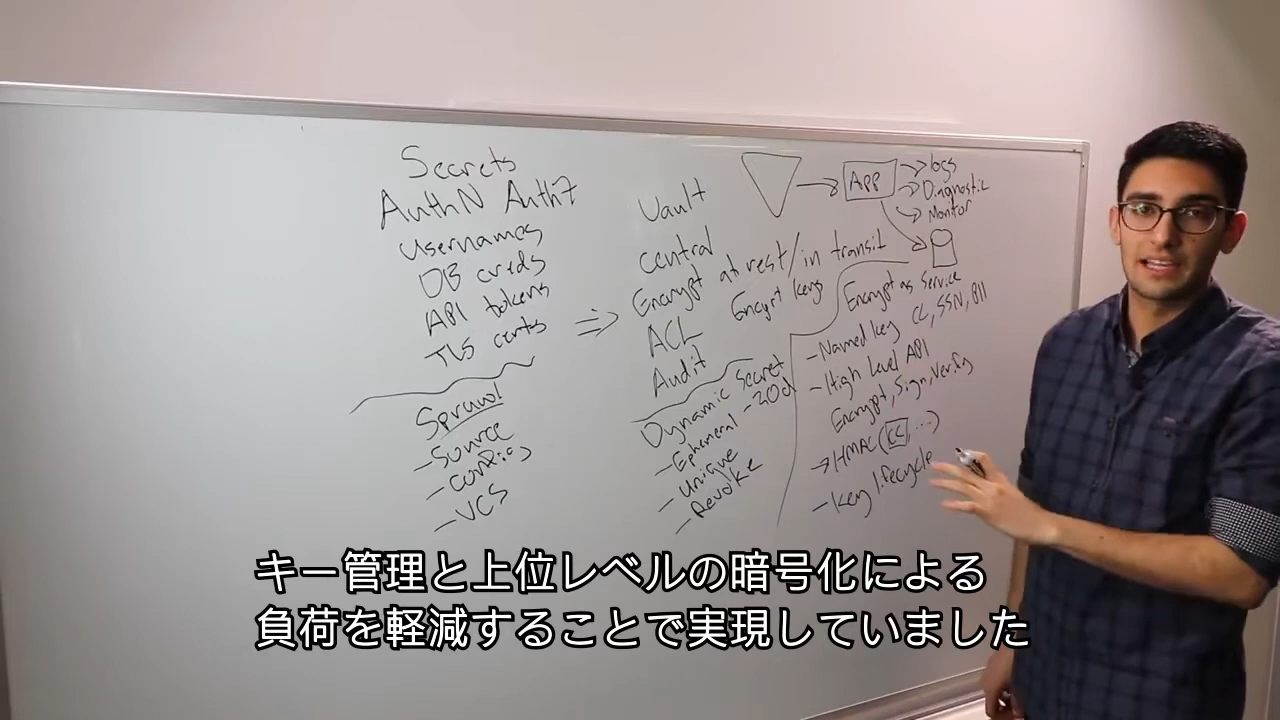 Secrets
AuthN AuthZ
Usernames
DB creds
API tokens
TLS certs
Sprawl
- Source
- Config
- VCS
Vault
central
Encrypt at rest/in transit
Encrypt keys
ACL
Audit
Dynamic Secret
- Ephemeral - 30d
- Unique
- Revoke
APP
logs
Diagnostic
Monitor
Encrypt as Service
- Named key CC, SSN, PII
- High Level API
Encrypt, Sign, Verify
→ HMAC(CC, ...)
- Key lifecycle
キー管理と上位レベルの暗号化による
負荷を軽減することで実現していました